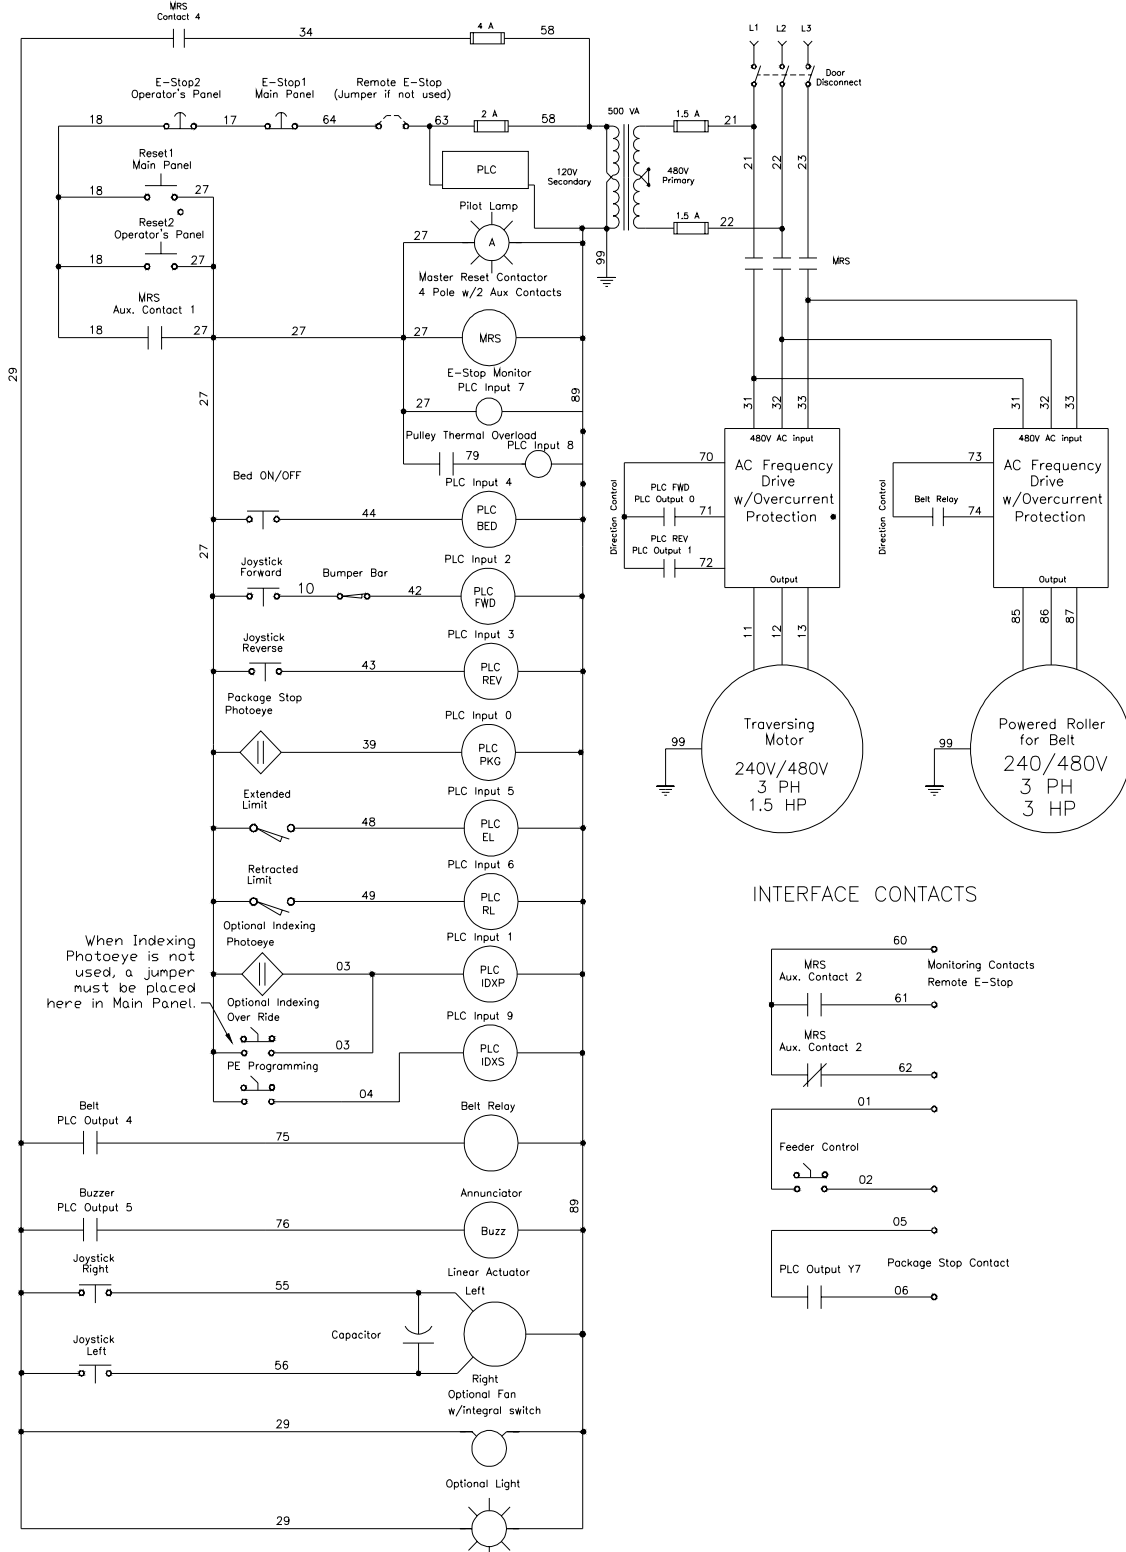 MRS
Contact 4
34
4 A
58
E-Stop2
Operator's Panel
E-Stop1
Main Panel
Remote E-Stop
(Jumper if not used)
18
17
64
63
2 A
58
500 VA
1.5 A
21
L1
L2
L3
Door
Disconnect
21
22
23
Reset1
Main Panel
18
27
PLC
120V
Secondary
480V
Primary
Pilot Lamp
1.5 A
22
Reset2
Operator's Panel
18
27
27
A
99
Master Reset Contactor
4 Pole w/2 Aux Contacts
MRS
MRS
Aux. Contact 1
18
27
27
27
MRS
29
E-Stop Monitor
PLC Input 7
27
27
89
31
32
33
31
32
33
Pulley Thermal Overload
PLC Input 8
79
480V AC input
AC Frequency
Drive
w/Overcurrent
Protection
Output
480V AC input
AC Frequency
Drive
w/Overcurrent
Protection
Output
70
Direction Control
PLC FWD
PLC Output 0
71
PLC REV
PLC Output 1
72
73
Direction Control
Belt Relay
74
Bed ON/OFF
PLC Input 4
44
PLC
BED
27
Joystick
Forward
10
Bumper Bar
42
PLC Input 2
PLC
FWD
11
12
13
85
86
87
Joystick
Reverse
43
PLC Input 3
PLC
REV
Package Stop
Photoeye
39
PLC Input 0
PLC
PKG
99
Traversing
Motor
240V/480V
3 PH
1.5 HP
99
Powered Roller
for Belt
240/480V
3 PH
3 HP
Extended
Limit
48
PLC Input 5
PLC
EL
Retracted
Limit
49
PLC Input 6
PLC
RL
INTERFACE CONTACTS
Optional Indexing
Photoeye
03
PLC Input 1
PLC
IDXP
When Indexing
Photoeye is not
used, a jumper
must be placed
here in Main Panel.
Optional Indexing
Over Ride
03
PLC Input 9
PLC
IDXS
PE Programming
04
60
MRS
Aux. Contact 2
61
Monitoring Contacts
Remote E-Stop
MRS
Aux. Contact 2
62
Belt
PLC Output 4
75
Belt Relay
01
Feeder Control
02
Buzzer
PLC Output 5
76
Annunciator
Buzz
89
05
PLC Output Y7
Package Stop Contact
06
Joystick
Right
55
Linear Actuator
Left
Capacitor
Joystick
Left
56
Right
Optional Fan
w/integral switch
29
Optional Light
29